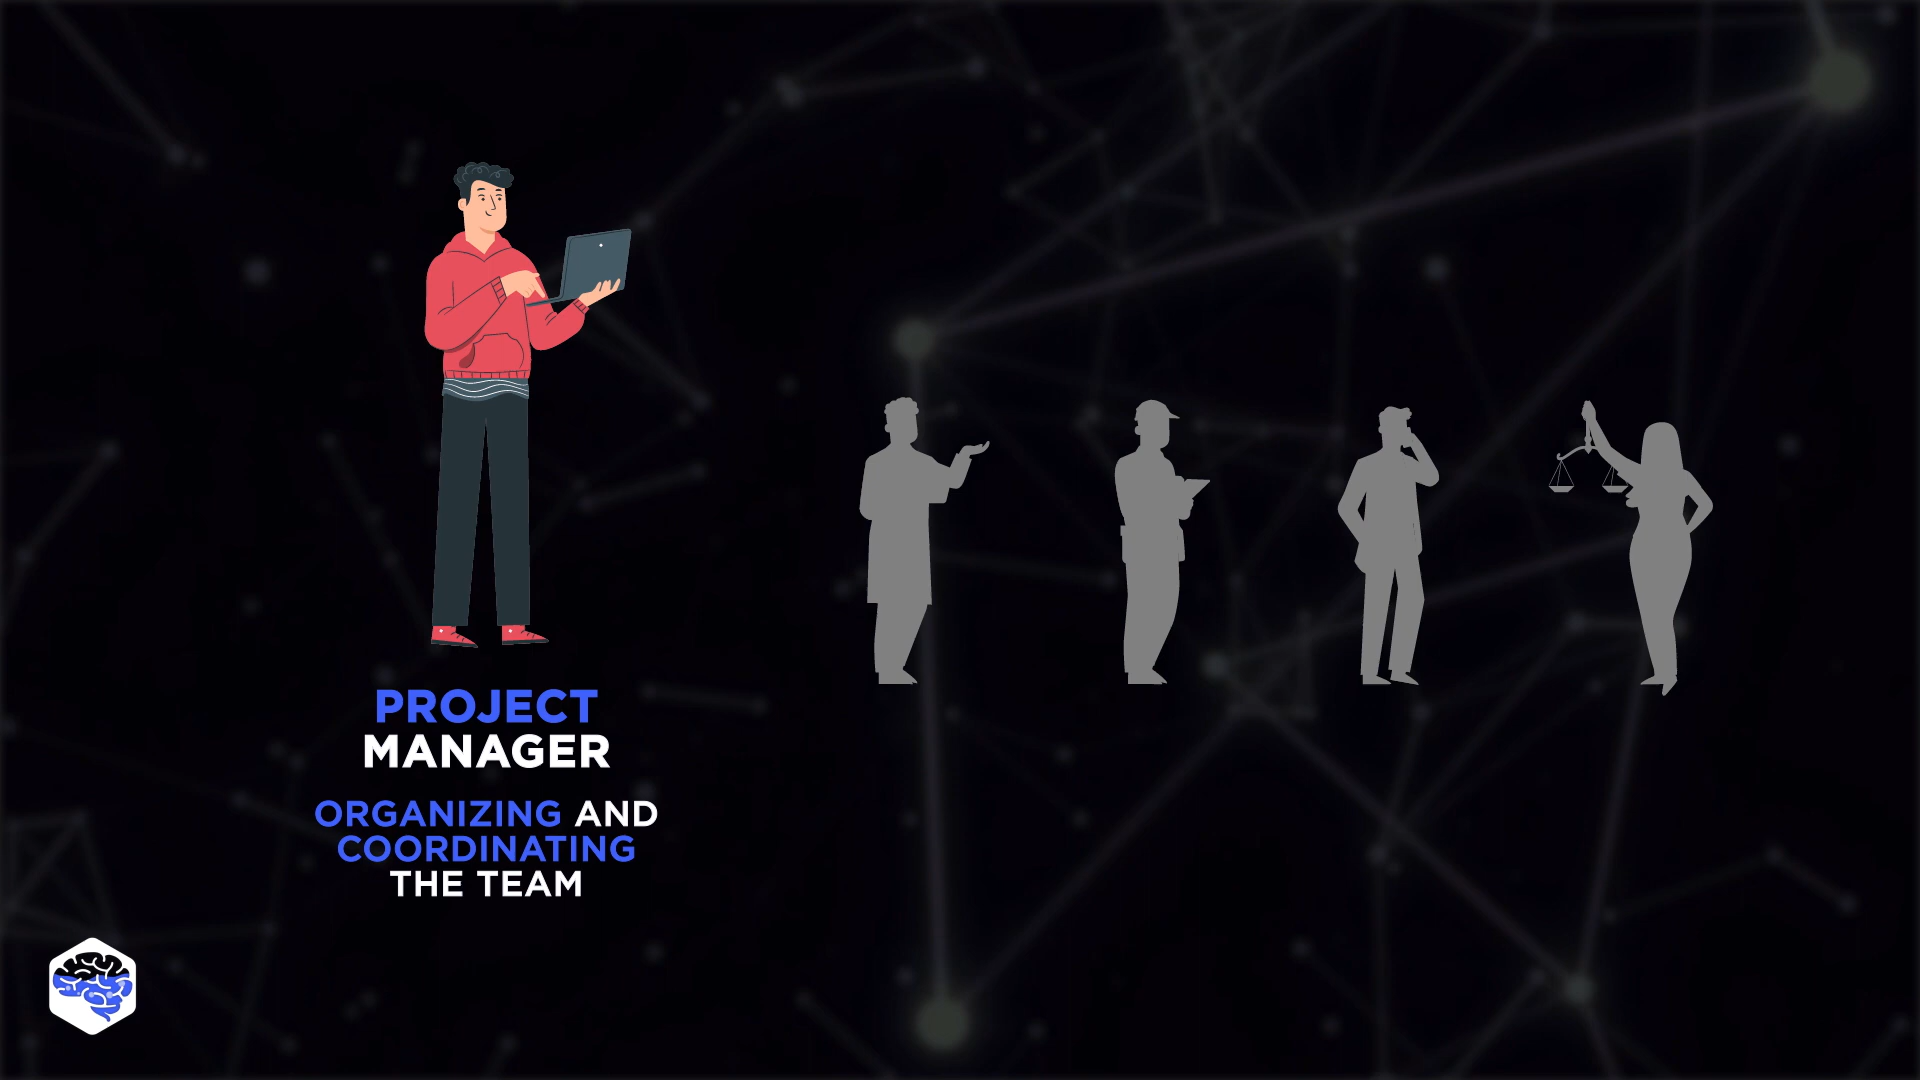 PROJECT
MANAGER
ORGANIZING AND
COORDINATING
THE TEAM